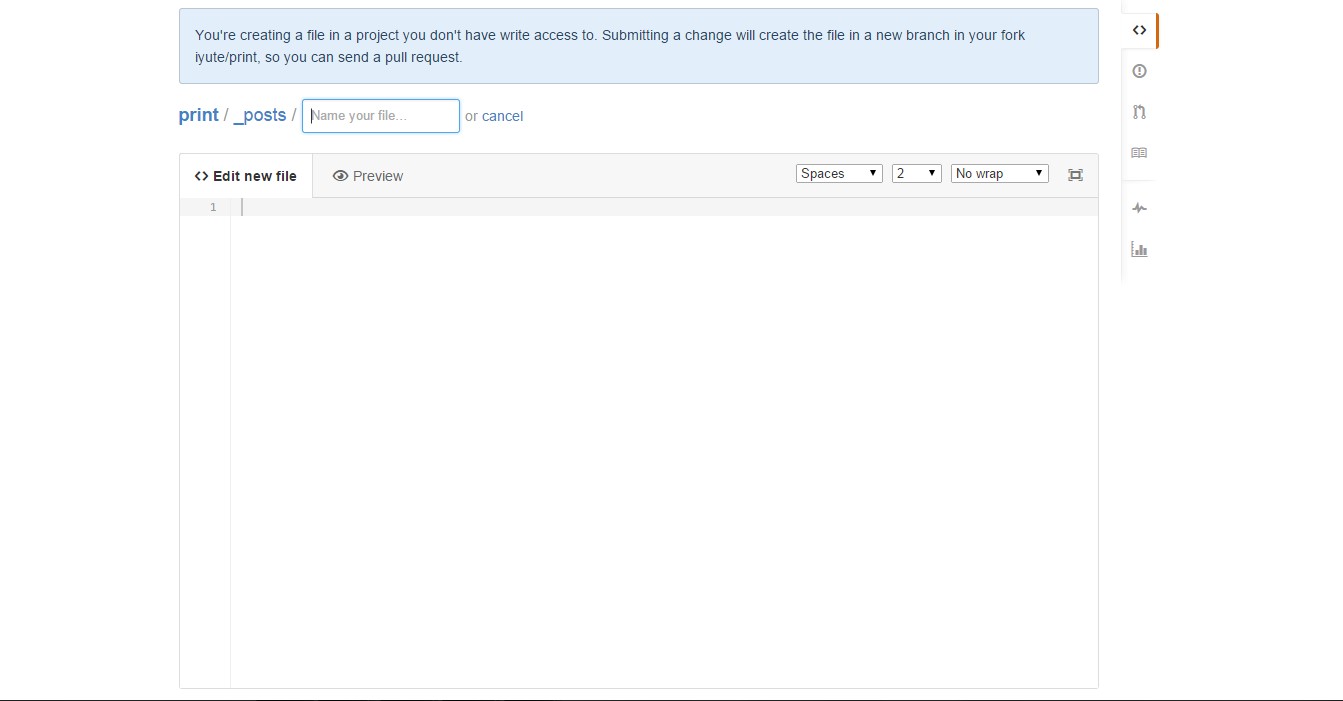 You're creating a file in a project you don't have write access to. Submitting a change will create the file in a new branch in your fork
iyute/print, so you can send a pull request.
print / _posts / Name your file... or cancel
<> Edit new file Preview Spaces 2 No wrap
1